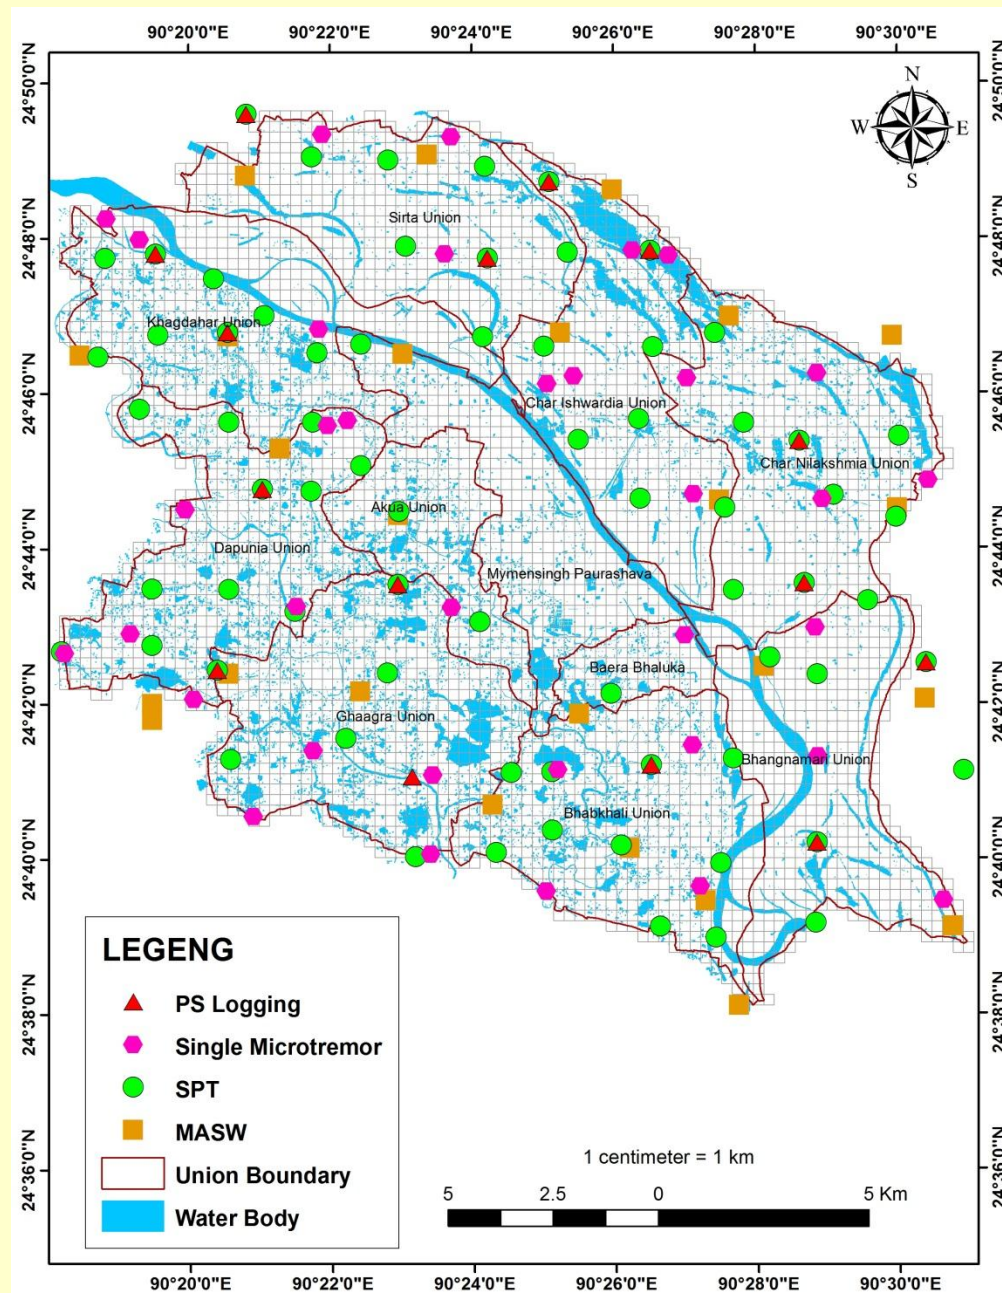 90°20'0"E 90°22'0"E 90°24'0"E 90°26'0"E 90°28'0"E 90°30'0"E
24°50'0"N 24°50'0"N
N
W E
S
Sirta Union
24°48'0"N 24°48'0"N
Khagdahar Union
24°46'0"N 24°46'0"N
Char Ishwardia Union
Char Nilakshmia Union
Akua Union
24°44'0"N 24°44'0"N
Dapunia Union
Mymensingh Paurashava
Baera Bhaluka
24°42'0"N 24°42'0"N
Ghaagra Union
Bhangnamari Union
Bhabkhali Union
24°40'0"N 24°40'0"N
LEGENG
PS Logging
Single Microtremor
SPT
MASW
Union Boundary
Water Body
24°38'0"N 24°38'0"N
24°36'0"N 24°36'0"N
1 centimeter = 1 km
5 2.5 0 5 Km
90°20'0"E 90°22'0"E 90°24'0"E 90°26'0"E 90°28'0"E 90°30'0"E